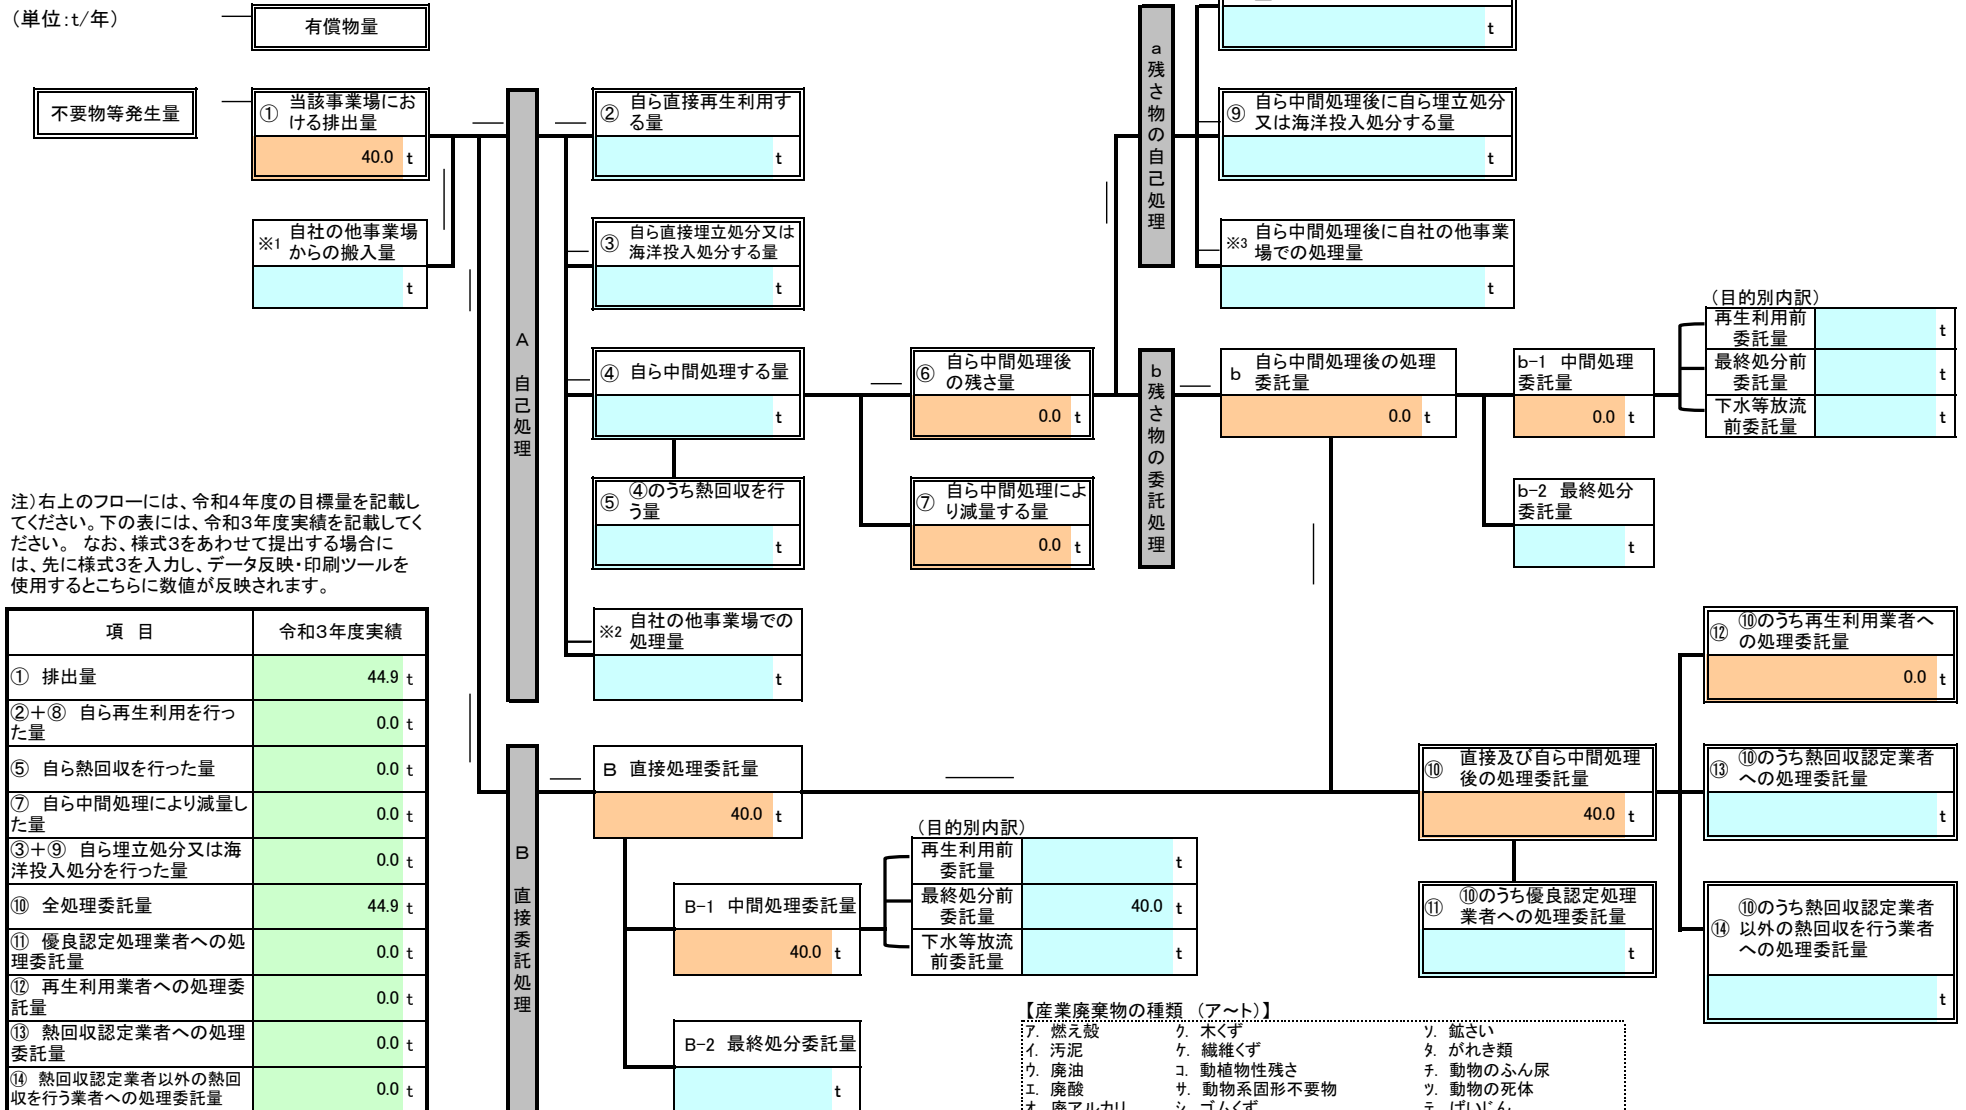 （単位：t/年）
有償物量
t
不要物等発生量
① 当該事業場における排出量
40.0 t
※1 自社の他事業場からの搬入量
t
A 自己処理
② 自ら直接再生利用する量
t
③ 自ら直接埋立処分又は海洋投入処分する量
t
④ 自ら中間処理する量
t
⑤ ④のうち熱回収を行う量
t
※2 自社の他事業場での処理量
t
⑥ 自ら中間処理後の残さ量
0.0 t
⑦ 自ら中間処理により減量する量
0.0 t
a 残さ物の自己処理
⑨ 自ら中間処理後に自ら埋立処分又は海洋投入処分する量
t
※3 自ら中間処理後に自社の他事業場での処理量
t
b 残さ物の委託処理
b 自ら中間処理後の処理委託量
0.0 t
b-1 中間処理委託量
0.0 t
b-2 最終処分委託量
t
（目的別内訳）
再生利用前委託量 t
最終処分前委託量 t
下水等放流前委託量 t
注）右上のフローには、令和４年度の目標量を記載し
てください。下の表には、令和３年度実績を記載してく
ださい。 なお、様式３をあわせて提出する場合に
は、先に様式３を入力し、データ反映・印刷ツールを
使用するとこちらに数値が反映されます。
項 目 令和３年度実績
① 排出量 44.9 t
②＋⑧ 自ら再生利用を行った量 0.0 t
⑤ 自ら熱回収を行った量 0.0 t
⑦ 自ら中間処理により減量した量 0.0 t
③＋⑨ 自ら埋立処分又は海洋投入処分を行った量 0.0 t
⑩ 全処理委託量 44.9 t
⑪ 優良認定処理業者への処理委託量 0.0 t
⑫ 再生利用業者への処理委託量 0.0 t
⑬ 熱回収認定業者への処理委託量 0.0 t
⑭ 熱回収認定業者以外の熱回収を行う業者への処理委託量 0.0 t
B 直接委託処理
B 直接処理委託量
40.0 t
B-1 中間処理委託量
40.0 t
B-2 最終処分委託量
t
（目的別内訳）
再生利用前委託量 t
最終処分前委託量 40.0 t
下水等放流前委託量 t
⑩ 直接及び自ら中間処理後の処理委託量
40.0 t
⑪ ⑩のうち優良認定処理業者への処理委託量
t
⑫ ⑩のうち再生利用業者への処理委託量
0.0 t
⑬ ⑩のうち熱回収認定業者への処理委託量
t
⑭ ⑩のうち熱回収認定業者以外の熱回収を行う業者への処理委託量
t
【産業廃棄物の種類 （ア～ト）】
ア. 燃え殻 ク. 木くず ソ. 鉱さい
イ. 汚泥 ケ. 繊維くず タ. がれき類
ウ. 廃油 コ. 動植物性残さ チ. 動物のふん尿
エ. 廃酸 サ. 動物系固形不要物 ツ. 動物の死体
オ. 廃アルカリ シ. ゴムくず テ. ばいじん